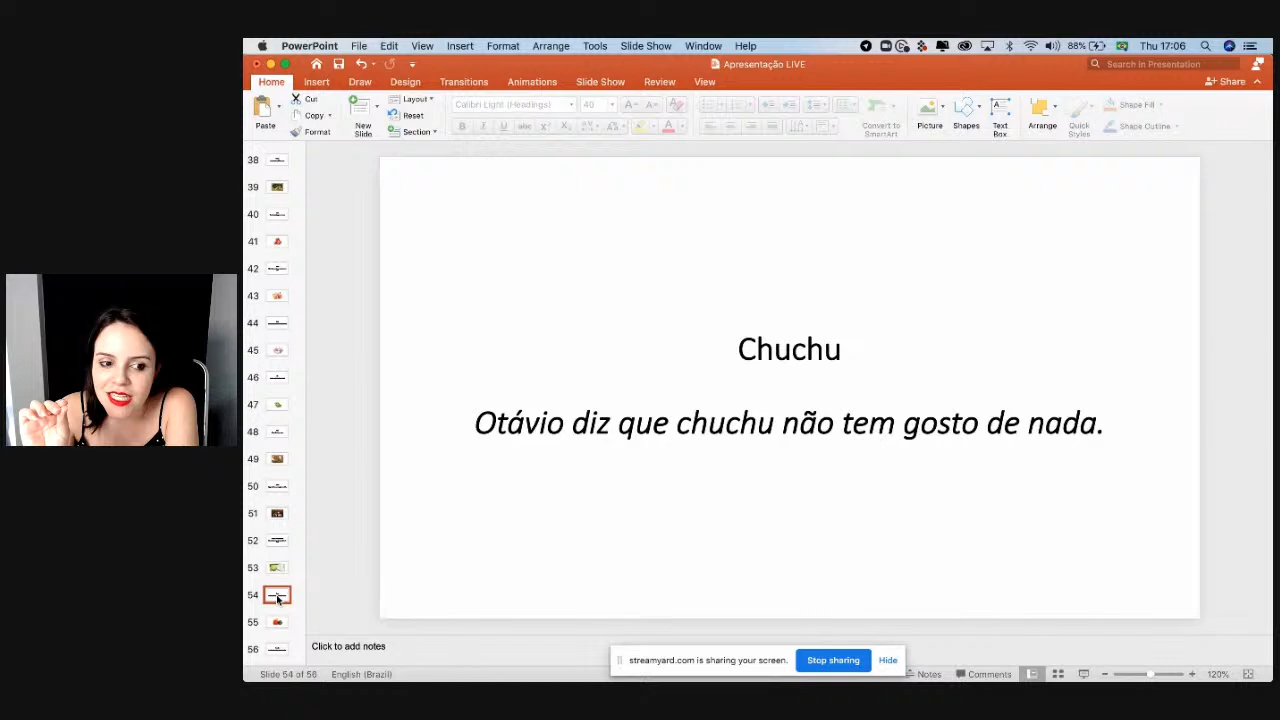 PowerPoint File Edit View Insert Format Arrange Tools Slide Show Window Help 88% Thu 17:06
Apresentação LIVE
Search in Presentation
Home Insert Draw Design Transitions Animations Slide Show Review View Share
Paste Cut Copy Format New Slide Layout Reset Section Calibri Light (Headings) 40 Convert to SmartArt Picture Shapes Text Box Arrange Quick Styles Shape Fill Shape Outline
38
39
40
41
42
43
44
45
46
47
48
49
50
51
52
53
54
55
56
Chuchu
Otávio diz que chuchu não tem gosto de nada.
Click to add notes
streamyard.com is sharing your screen. Stop sharing Hide
Slide 54 of 56 English (Brazil) Notes Comments 120%